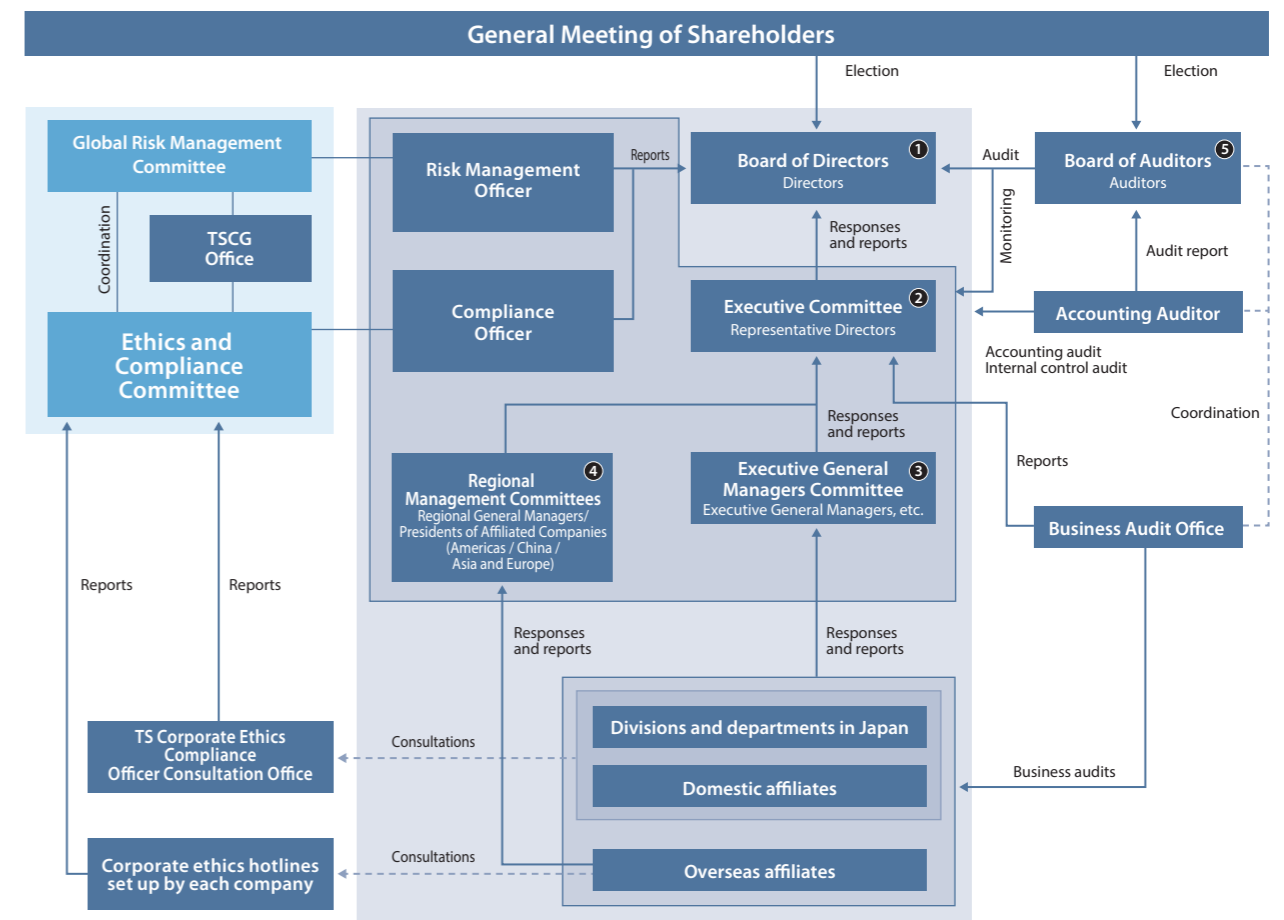 General Meeting of Shareholders
Election
Election
Global Risk Management
Committee
Coordination
TSCG
Office
Ethics and
Compliance
Committee
Risk Management
Officer
Compliance
Officer
Reports
Board of Directors
1
Directors
Audit
Monitoring
Board of Auditors
5
Auditors
Responses
and reports
Audit report
Executive Committee
2
Representative Directors
Accounting Auditor
Accounting audit
Internal control audit
Coordination
Responses
and reports
Reports
Regional
4
Management Committees
Regional General Managers/
Presidents of Affiliated Companies
(Americas / China /
Asia and Europe)
Executive General
3
Managers Committee
Executive General Managers, etc.
Business Audit Office
Reports
Reports
Responses
and reports
Responses
and reports
TS Corporate Ethics
Compliance
Officer Consultation Office
Consultations
Divisions and departments in Japan
Domestic affiliates
Business audits
Corporate ethics hotlines
set up by each company
Consultations
Overseas affiliates